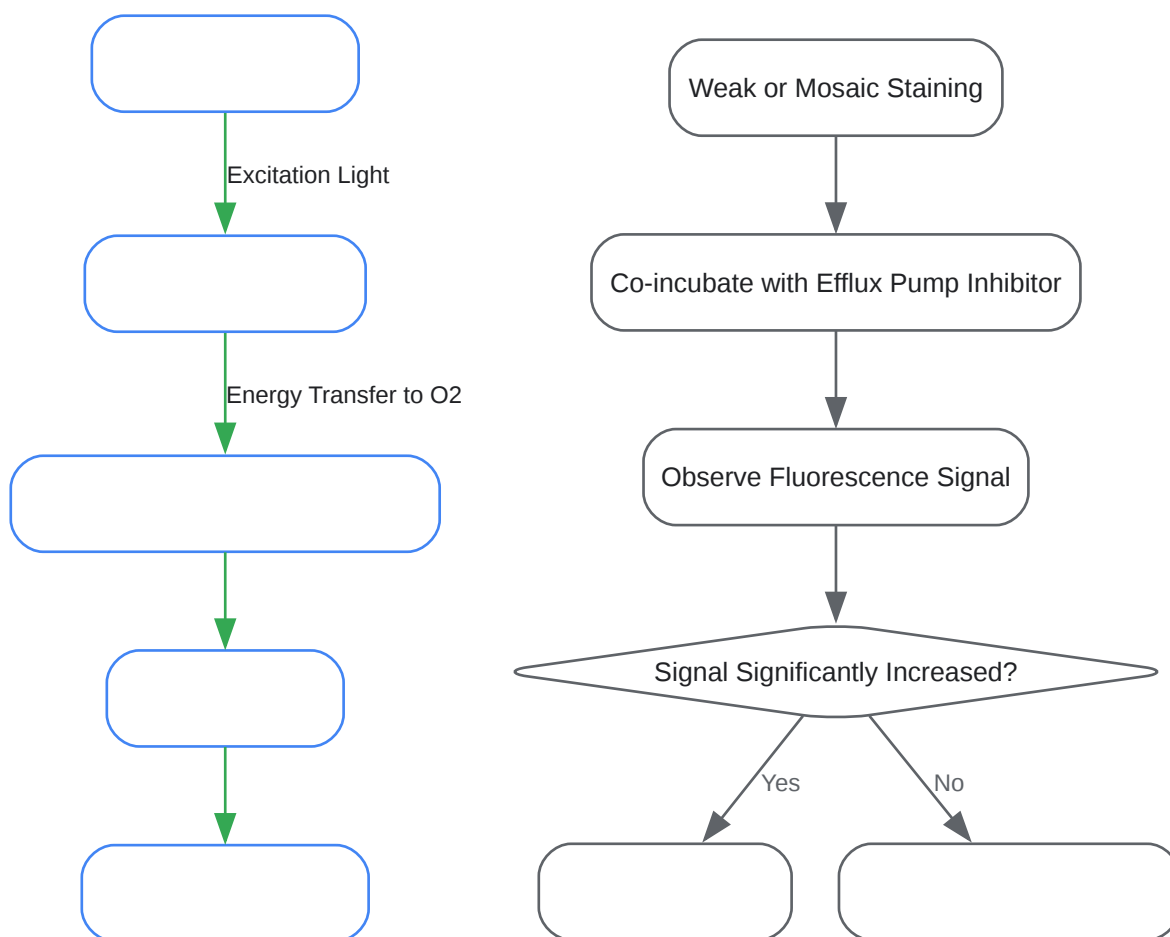 Excitation Light
Energy Transfer to O2
Weak or Mosaic Staining
Co-incubate with Efflux Pump Inhibitor
Observe Fluorescence Signal
Signal Significantly Increased?
Yes
No